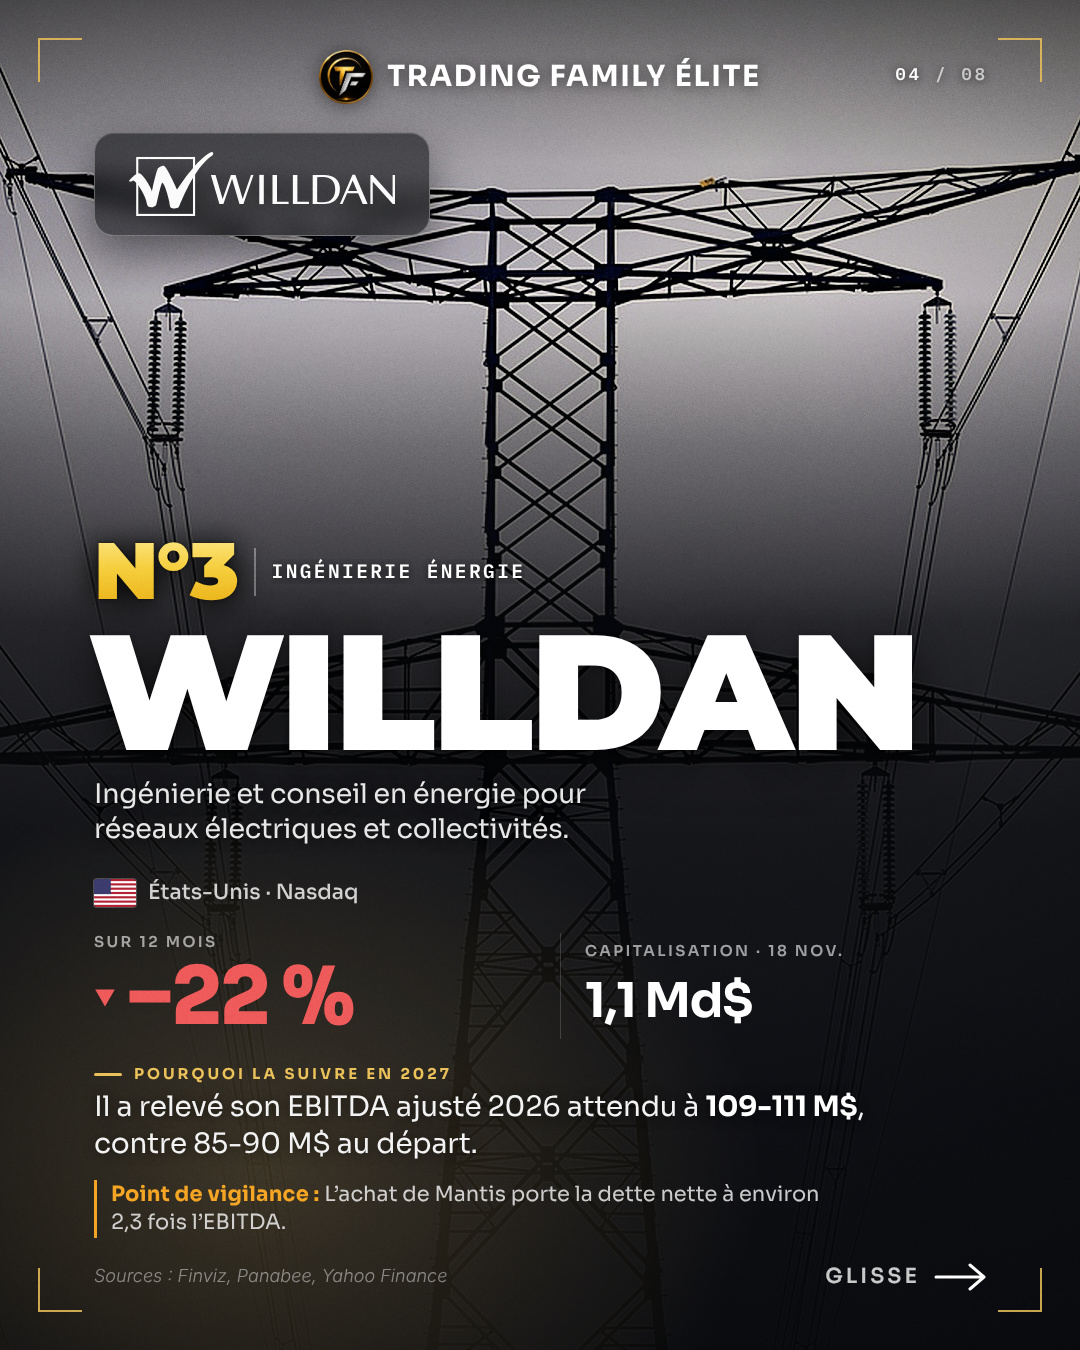 TF TRADING FAMILY ÉLITE
04 / 08
W WILLDAN
N°3
INGÉNIERIE ÉNERGIE
WILLDAN
Ingénierie et conseil en énergie pour
réseaux électriques et collectivités.
États-Unis · Nasdaq
SUR 12 MOIS
▼ −22 %
CAPITALISATION · 18 NOV.
1,1 Md$
POURQUOI LA SUIVRE EN 2027
Il a relevé son EBITDA ajusté 2026 attendu à 109-111 M$,
contre 85-90 M$ au départ.
Point de vigilance : L’achat de Mantis porte la dette nette à environ
2,3 fois l’EBITDA.
Sources : Finviz, Panabee, Yahoo Finance
GLISSE →